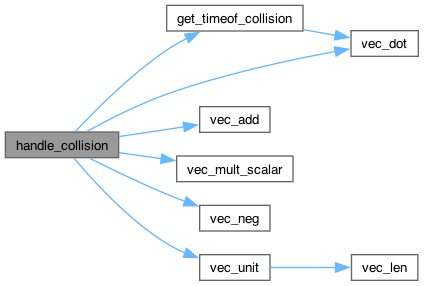 get_timeof_collision
vec_dot
vec_add
handle_collision
vec_mult_scalar
vec_neg
vec_unit
vec_len